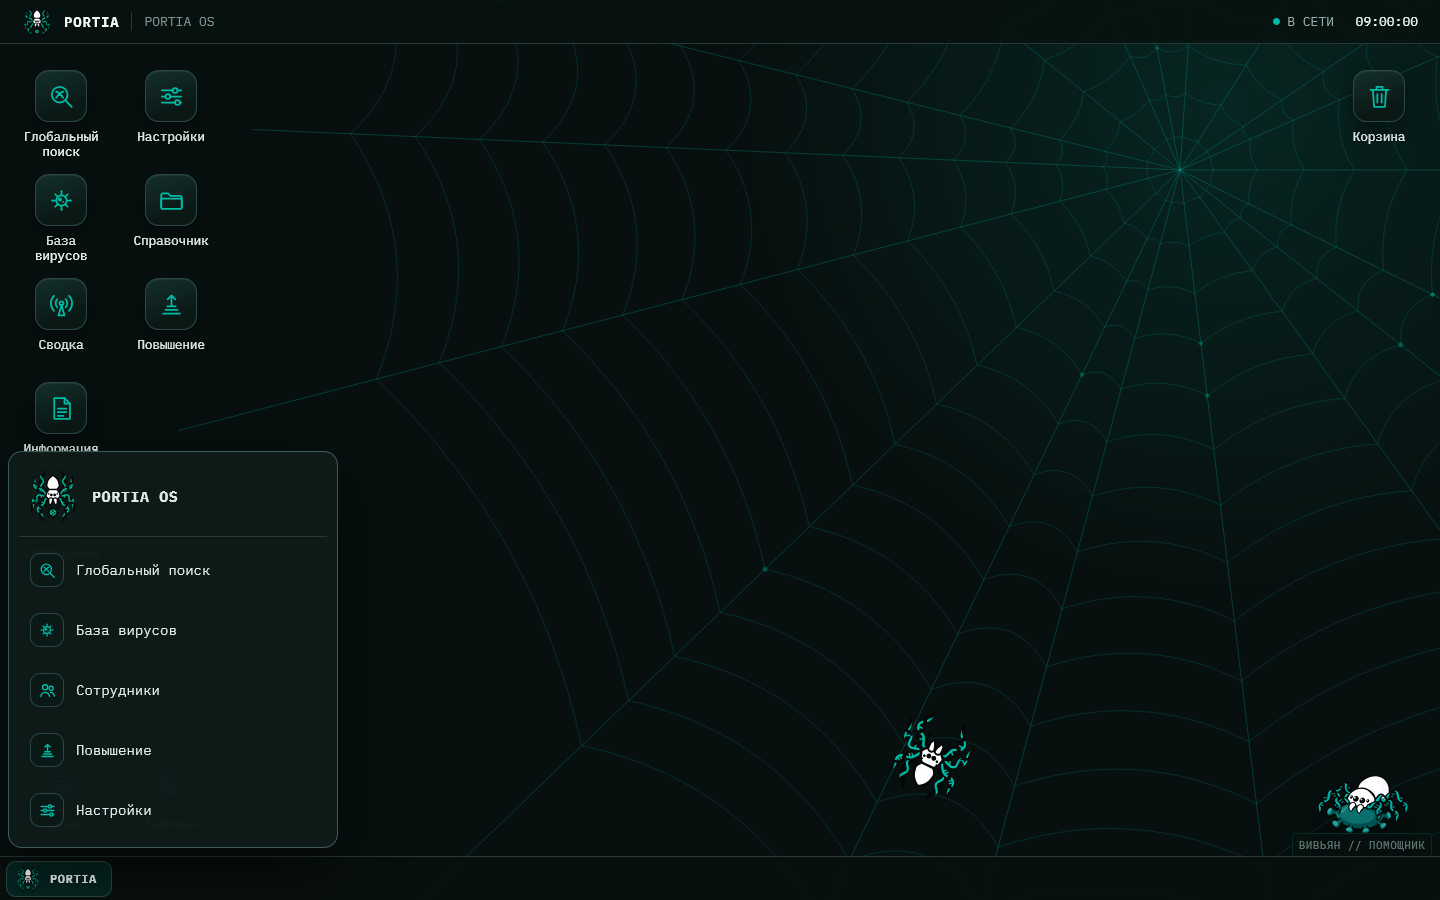 PORTIA
PORTIA OS
В СЕТИ
09:00:00
Глобальный
поиск
Настройки
Корзина
База
вирусов
Справочник
Сводка
Повышение
Информация
PORTIA OS
Глобальный поиск
База вирусов
Сотрудники
Повышение
Настройки
ВИВЬЯН // ПОМОЩНИК
PORTIA